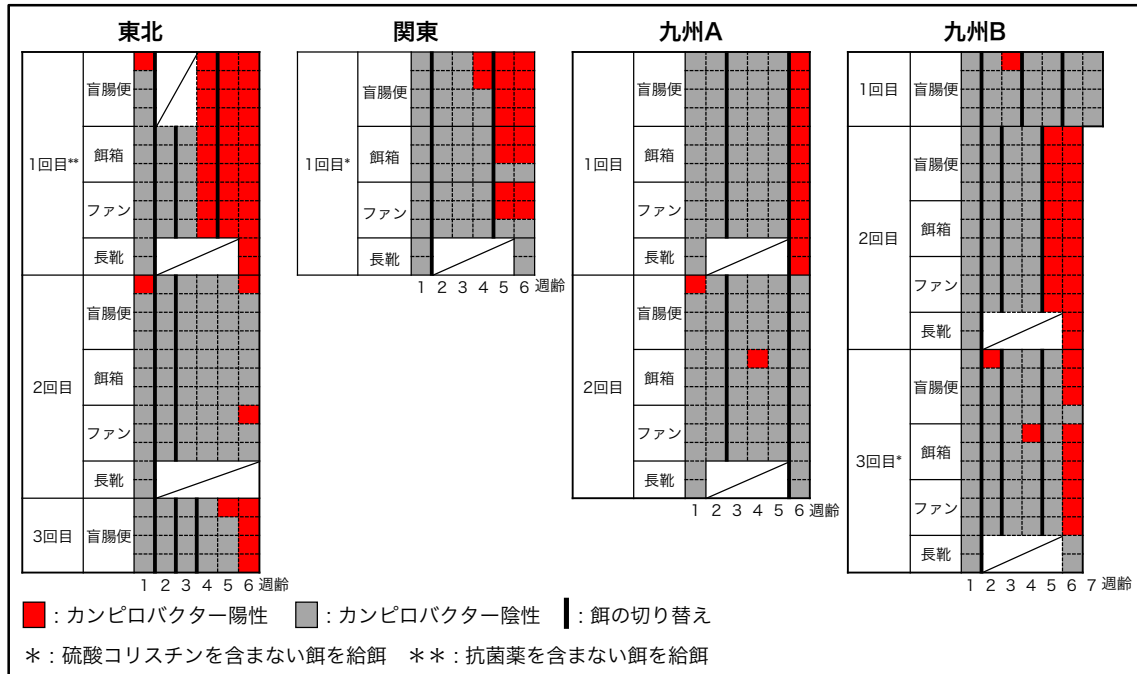 東北
1回目**
盲腸便
餌箱
ファン
長靴
2回目
盲腸便
餌箱
ファン
長靴
3回目
盲腸便
1 2 3 4 5 6 週齢
関東
1回目*
盲腸便
餌箱
ファン
長靴
1 2 3 4 5 6 週齢
九州A
1回目
盲腸便
餌箱
ファン
長靴
2回目
盲腸便
餌箱
ファン
長靴
1 2 3 4 5 6 週齢
九州B
1回目
盲腸便
2回目
盲腸便
餌箱
ファン
長靴
3回目*
盲腸便
餌箱
ファン
長靴
1 2 3 4 5 6 7 週齢
：カンピロバクター陽性 ：カンピロバクター陰性 ：餌の切り替え
＊：硫酸コリスチンを含まない餌を給餌 ＊＊：抗菌薬を含まない餌を給餌